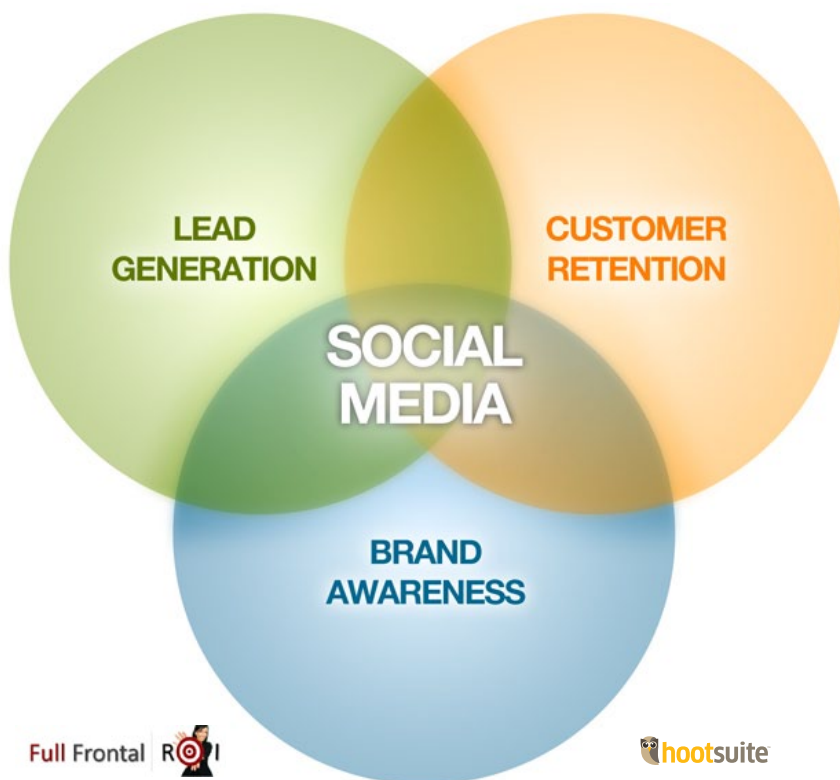 LEAD
GENERATION
CUSTOMER
RETENTION
SOCIAL
MEDIA
BRAND
AWARENESS
Full Frontal ROI
hootsuite